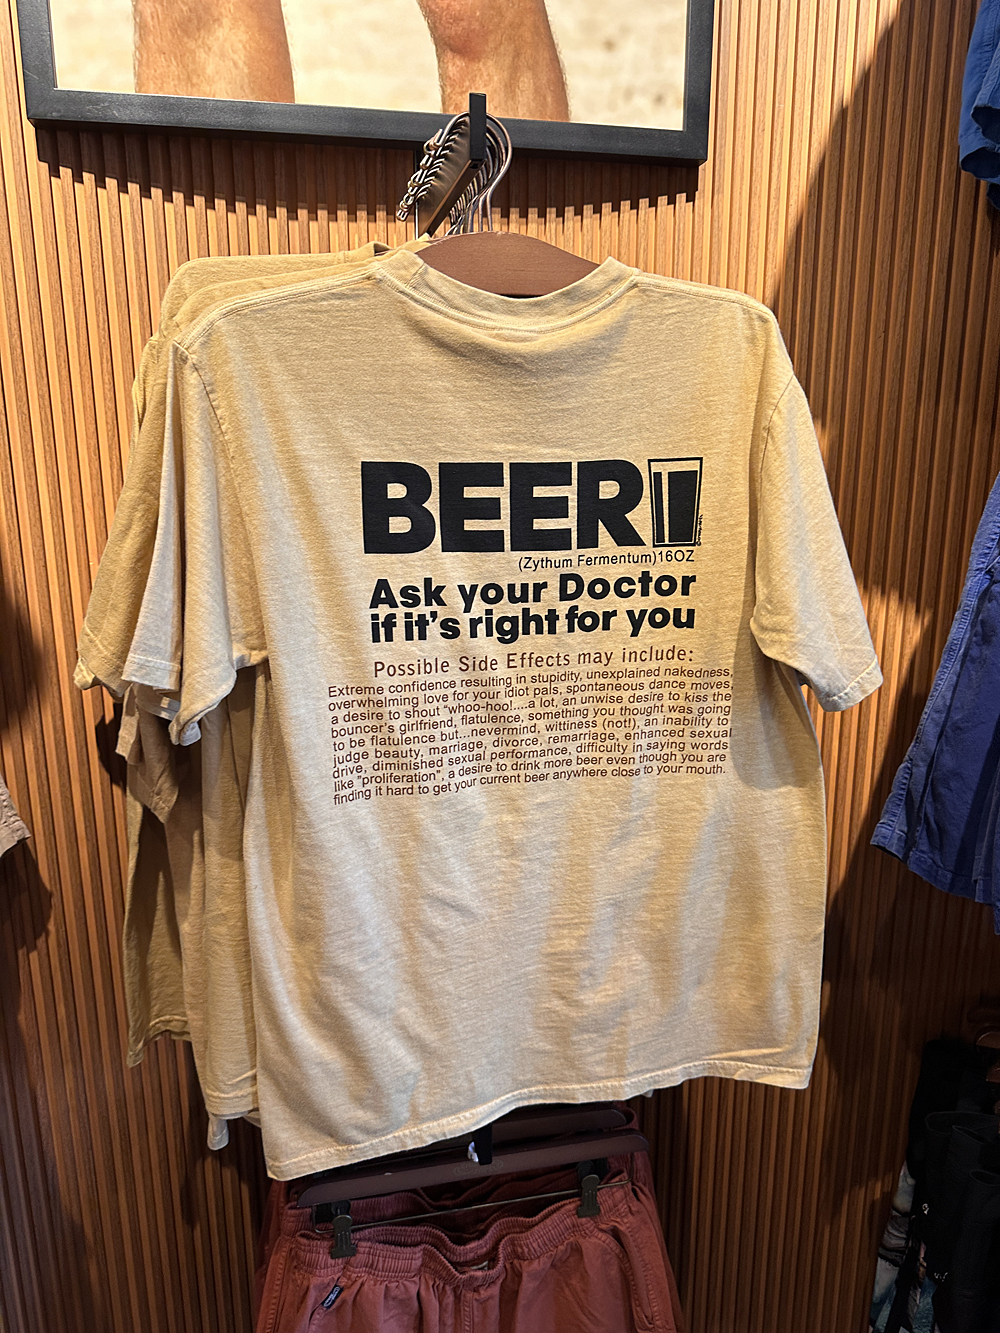 BEER
(Zythum Fermentum)16OZ
Ask your Doctor
if it's right for you
Possible Side Effects may include:
Extreme confidence resulting in stupidity, unexplained nakedness,
overwhelming love for your idiot pals, spontaneous dance moves,
a desire to shout "whoo-hoo!....a lot, an unwise desire to kiss the
bouncer's girlfriend, flatulence, something you thought was going
to be flatulence but...nevermind, wittiness (not!), an inability to
judge beauty, marriage, divorce, remarriage, enhanced sexual
drive, diminished sexual performance, difficulty in saying words
like "proliferation", a desire to drink more beer even though you are
finding it hard to get your current beer anywhere close to your mouth.